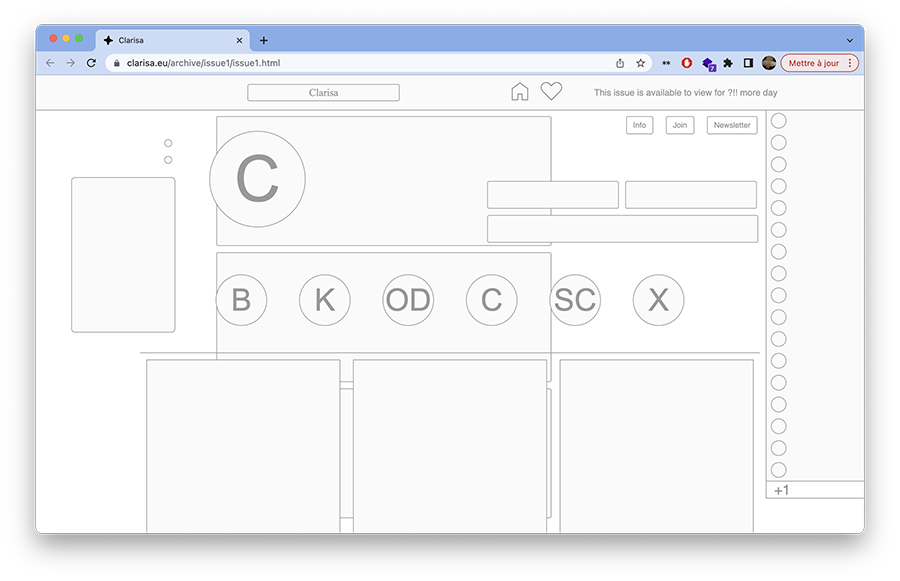 Clarisa
clarisa.eu/archive/issue1/issue1.html
7
Mettre à jour
Clarisa
This issue is available to view for ?!! more day
Info
Join
Newsletter
C
B
K
OD
C
SC
X
+1